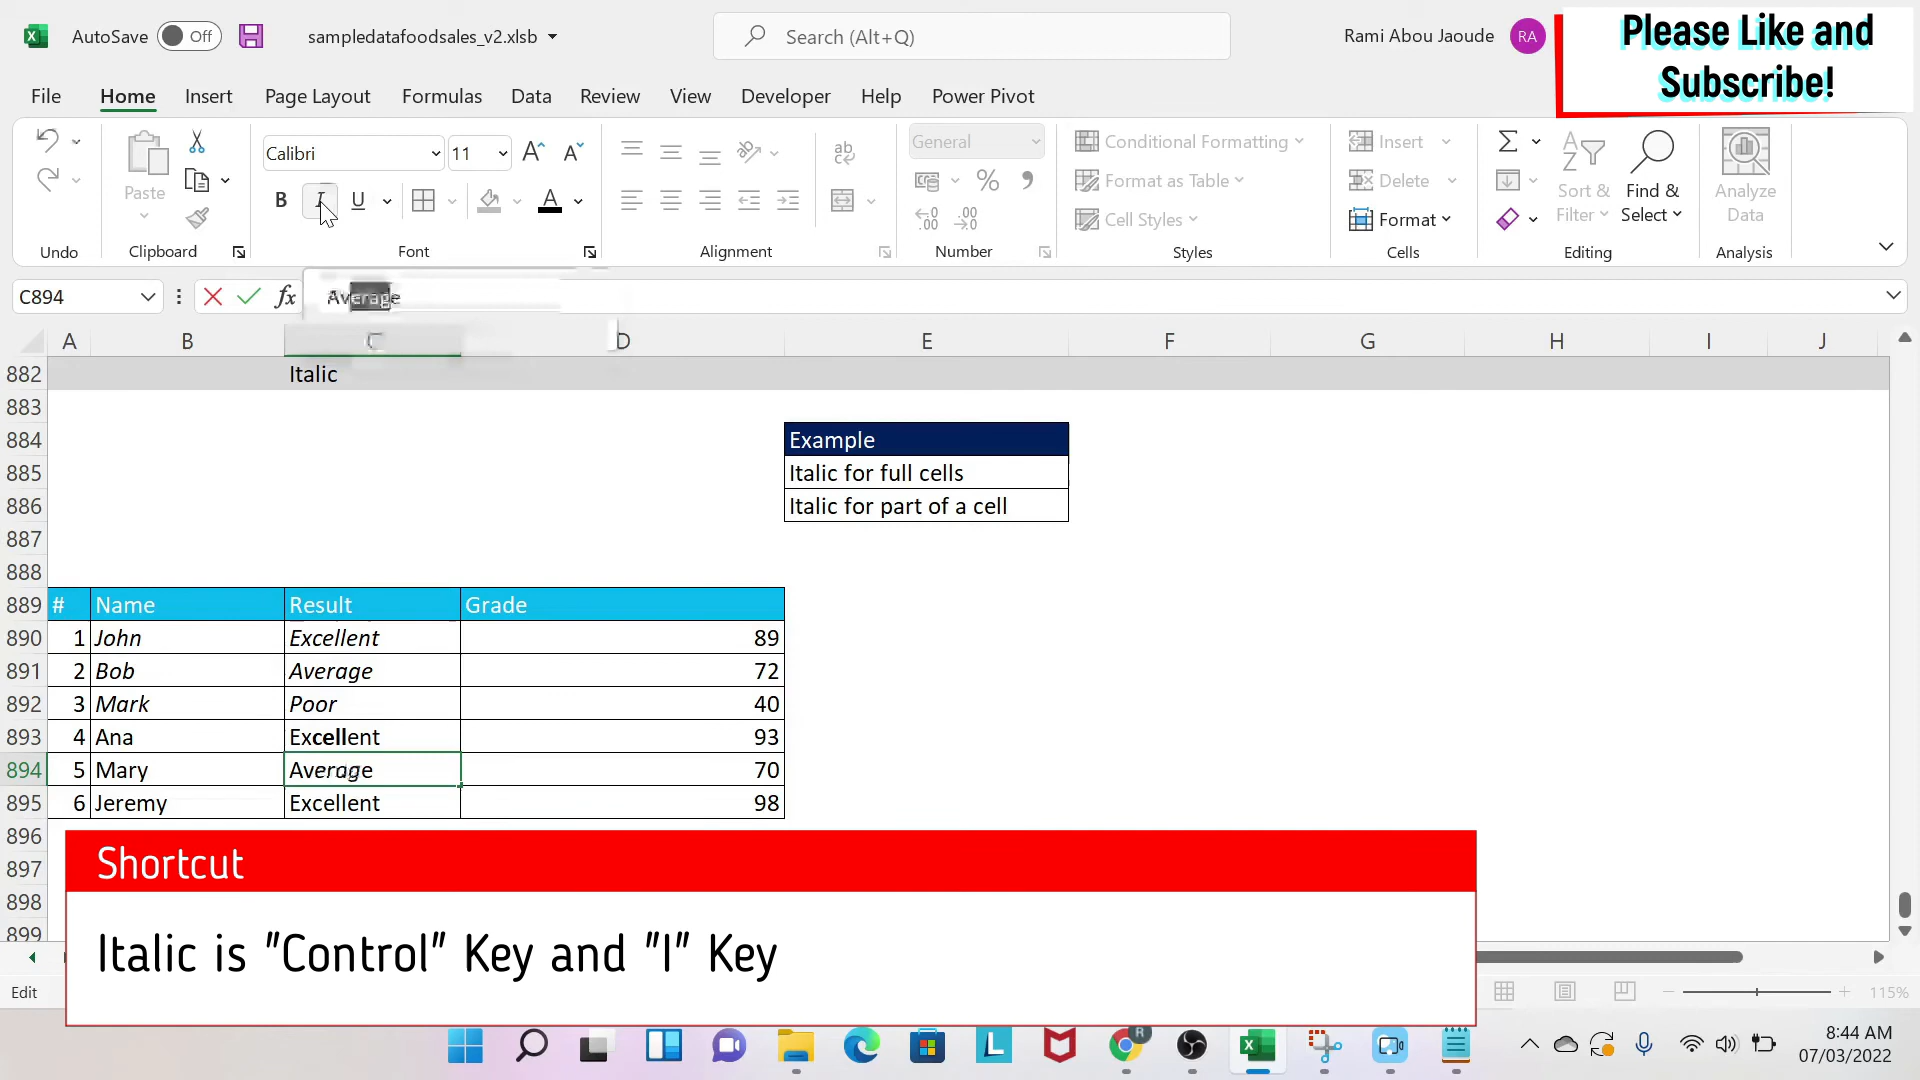 AutoSave Off sampledatafoodsales_v2.xlsb Search (Alt+Q) Rami Abou Jaoude RA
Please Like and
Subscribe!
File Home Insert Page Layout Formulas Data Review View Developer Help Power Pivot
Calibri 11 General Conditional Formatting Insert
Paste Format as Table Delete Sort & Find & Analyze
B I U Cell Styles Format Filter Select Data
Undo Clipboard Font Alignment Number Styles Cells Editing Analysis
C894 fx Average
A B C D E F G H I J
882 Italic
883
884 Example
885 Italic for full cells
886 Italic for part of a cell
887
888
889 # Name Result Grade
890 1 John Excellent 89
891 2 Bob Average 72
892 3 Mark Poor 40
893 4 Ana Excellent 93
894 5 Mary Average 70
895 6 Jeremy Excellent 98
896
897
898
899
Shortcut
Italic is "Control" Key and "I" Key
Edit 115%
8:44 AM
07/03/2022